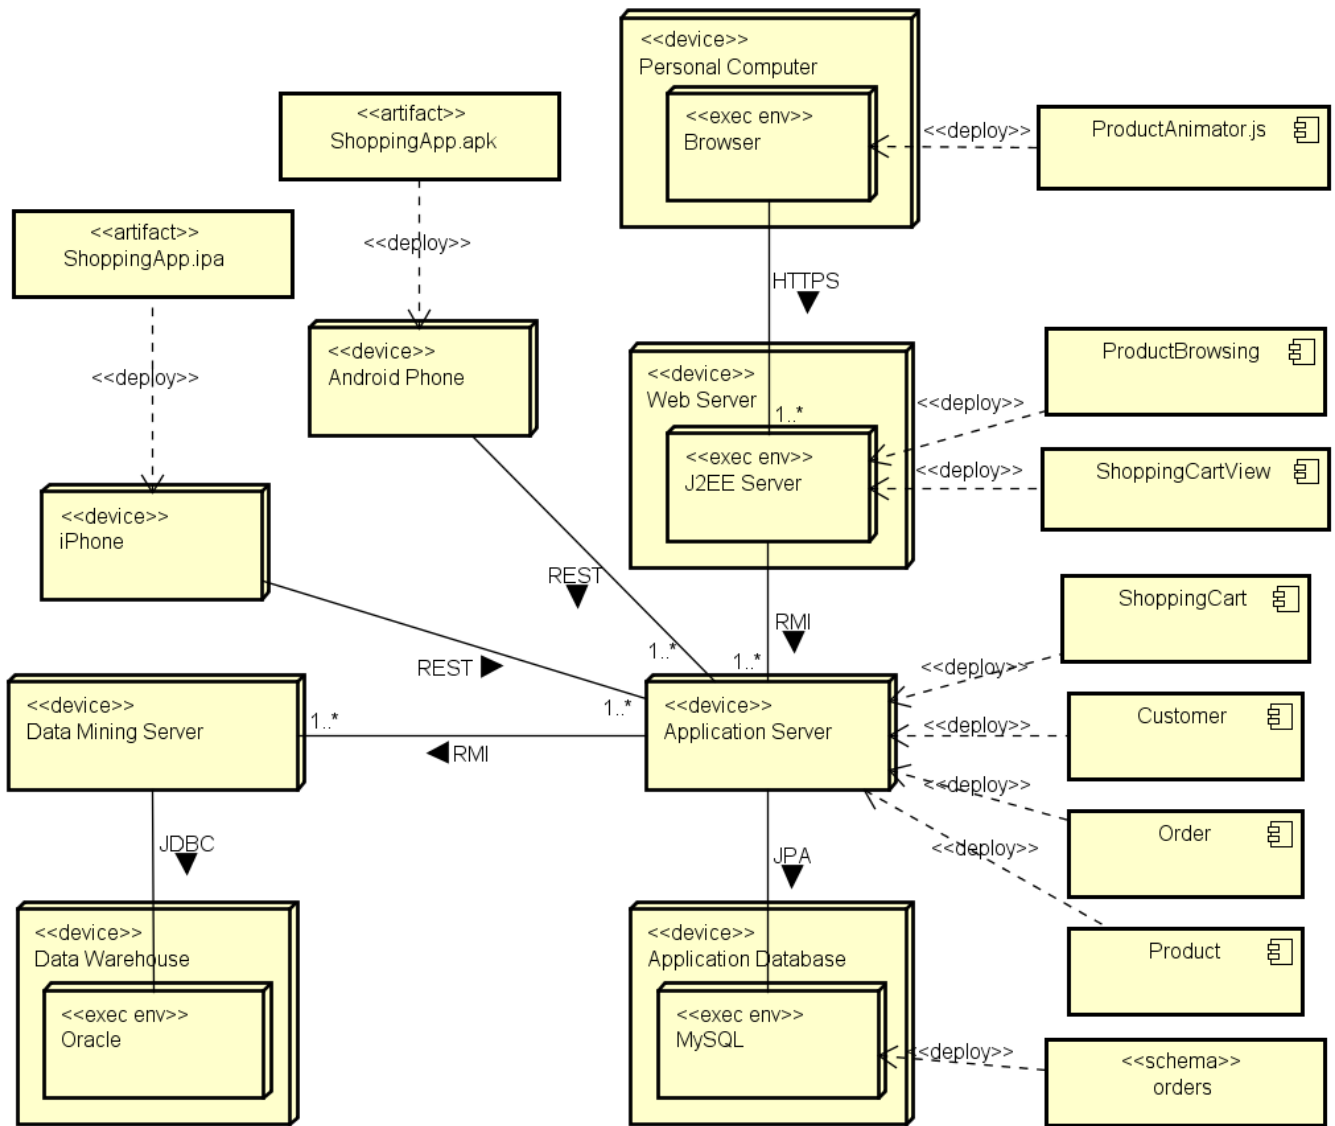 <<device>>
Personal Computer
<<exec env>>
Browser
<<deploy>>
ProductAnimator.js
<<artifact>>
ShoppingApp.apk
<<deploy>>
<<artifact>>
ShoppingApp.ipa
<<deploy>>
HTTPS
<<device>>
Android Phone
<<device>>
Web Server
1..*
<<exec env>>
J2EE Server
<<deploy>>
ProductBrowsing
<<deploy>>
ShoppingCartView
<<device>>
iPhone
REST
REST
RMI
1..*
1..*
1..*
<<deploy>>
ShoppingCart
<<device>>
Data Mining Server
1..*
RMI
<<device>>
Application Server
<<deploy>>
Customer
<<deploy>>
Order
<<deploy>>
Product
JDBC
JPA
<<device>>
Data Warehouse
<<exec env>>
Oracle
<<device>>
Application Database
<<exec env>>
MySQL
<<deploy>>
<<schema>>
orders